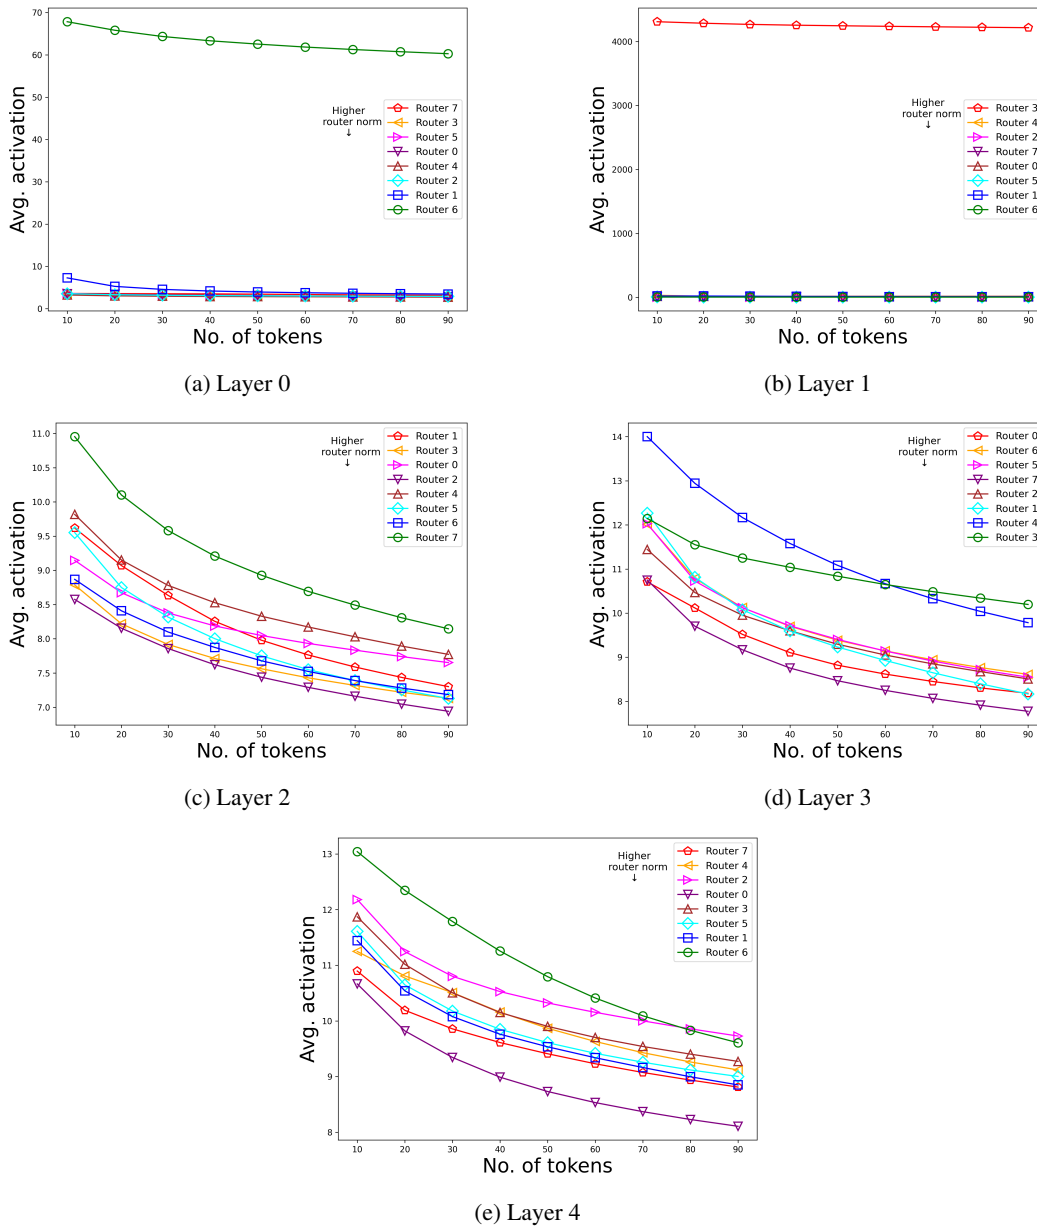 70
60
50
40
30
20
10
0
Avg. activation
Higher
router norm
↓
Router 7
Router 3
Router 5
Router 0
Router 4
Router 2
Router 1
Router 6
10 20 30 40 50 60 70 80 90
No. of tokens
(a) Layer 0
4000
3000
2000
1000
0
Avg. activation
Higher
router norm
↓
Router 3
Router 4
Router 2
Router 7
Router 0
Router 5
Router 1
Router 6
10 20 30 40 50 60 70 80 90
No. of tokens
(b) Layer 1
11.0
10.5
10.0
9.5
9.0
8.5
8.0
7.5
7.0
Avg. activation
Higher
router norm
↓
Router 1
Router 3
Router 0
Router 2
Router 4
Router 5
Router 6
Router 7
10 20 30 40 50 60 70 80 90
No. of tokens
(c) Layer 2
14
13
12
11
10
9
8
Avg. activation
Higher
router norm
↓
Router 0
Router 6
Router 5
Router 7
Router 2
Router 1
Router 4
Router 3
10 20 30 40 50 60 70 80 90
No. of tokens
(d) Layer 3
13
12
11
10
9
8
Avg. activation
Higher
router norm
↓
Router 7
Router 4
Router 2
Router 0
Router 3
Router 5
Router 1
Router 6
10 20 30 40 50 60 70 80 90
No. of tokens
(e) Layer 4